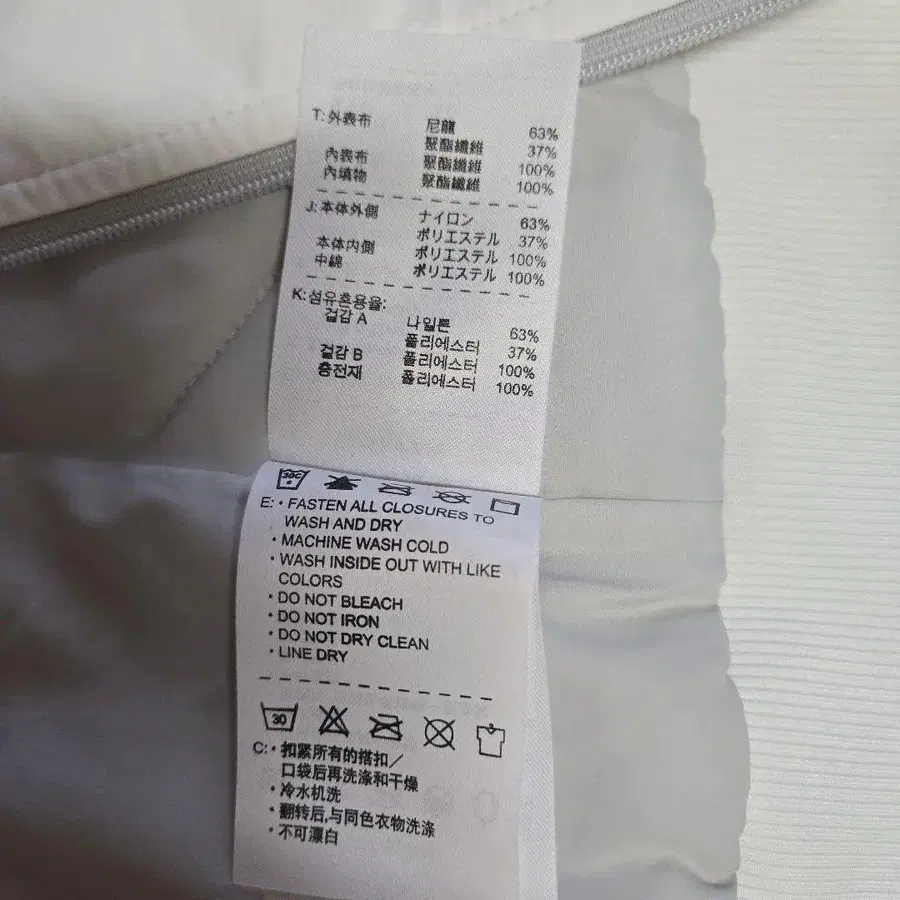 T: 外表布 尼龍 63%
聚酯纖維 37%
內表布 聚酯纖維 100%
內填物 聚酯纖維 100%
J: 本体外側 ナイロン 63%
ポリエステル 37%
本体内側 ポリエステル 100%
中綿 ポリエステル 100%
K: 섬유혼용율:
겉감 A 나일론 63%
폴리에스터 37%
겉감 B 폴리에스터 100%
충전재 폴리에스터 100%
30C
E: • FASTEN ALL CLOSURES TO
WASH AND DRY
• MACHINE WASH COLD
• WASH INSIDE OUT WITH LIKE
COLORS
• DO NOT BLEACH
• DO NOT IRON
• DO NOT DRY CLEAN
• LINE DRY
30
C: • 扣紧所有的搭扣／
口袋后再洗涤和干燥
• 冷水机洗
• 翻转后,与同色衣物洗涤
• 不可漂白